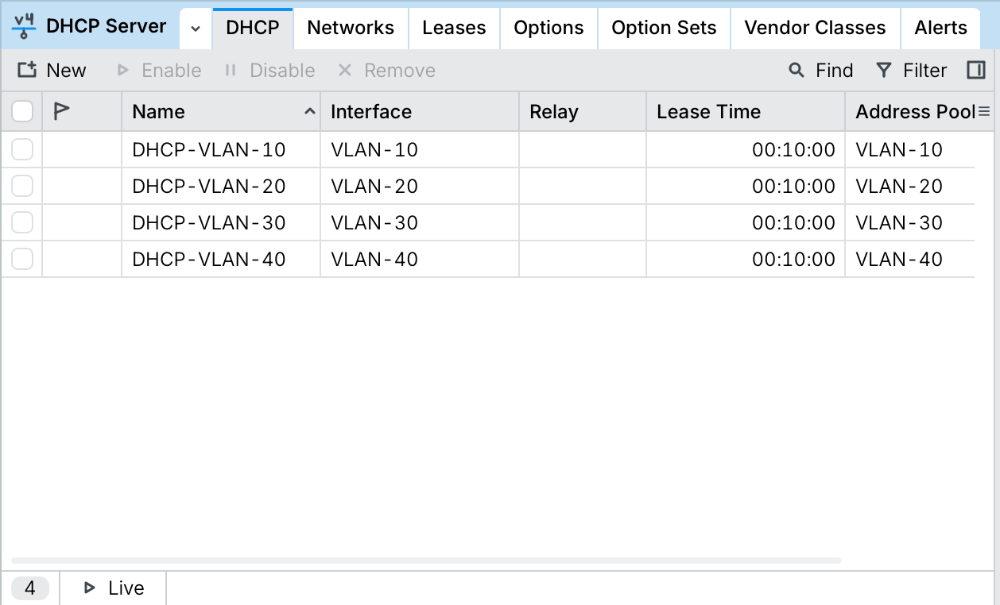 v4 DHCP Server DHCP Networks Leases Options Option Sets Vendor Classes Alerts
New Enable Disable Remove Find Filter
Name Interface Relay Lease Time Address Pool
DHCP-VLAN-10 VLAN-10 00:10:00 VLAN-10
DHCP-VLAN-20 VLAN-20 00:10:00 VLAN-20
DHCP-VLAN-30 VLAN-30 00:10:00 VLAN-30
DHCP-VLAN-40 VLAN-40 00:10:00 VLAN-40
4 Live